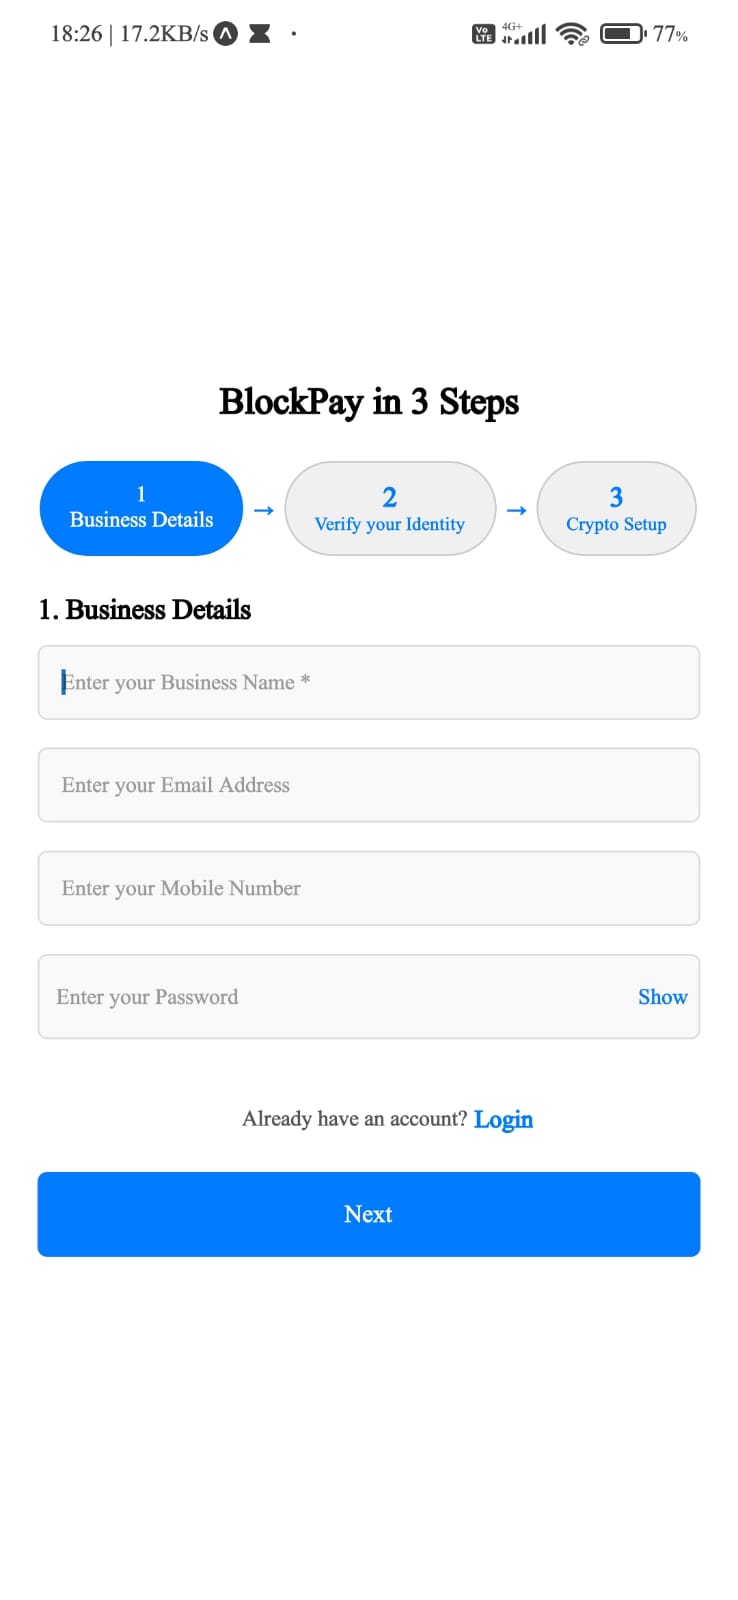 18:26 | 17.2KB/s
Vo LTE 4G+ 77%
BlockPay in 3 Steps
1
Business Details
→
2
Verify your Identity
→
3
Crypto Setup
1. Business Details
Enter your Business Name *
Enter your Email Address
Enter your Mobile Number
Enter your Password Show
Already have an account? Login
Next